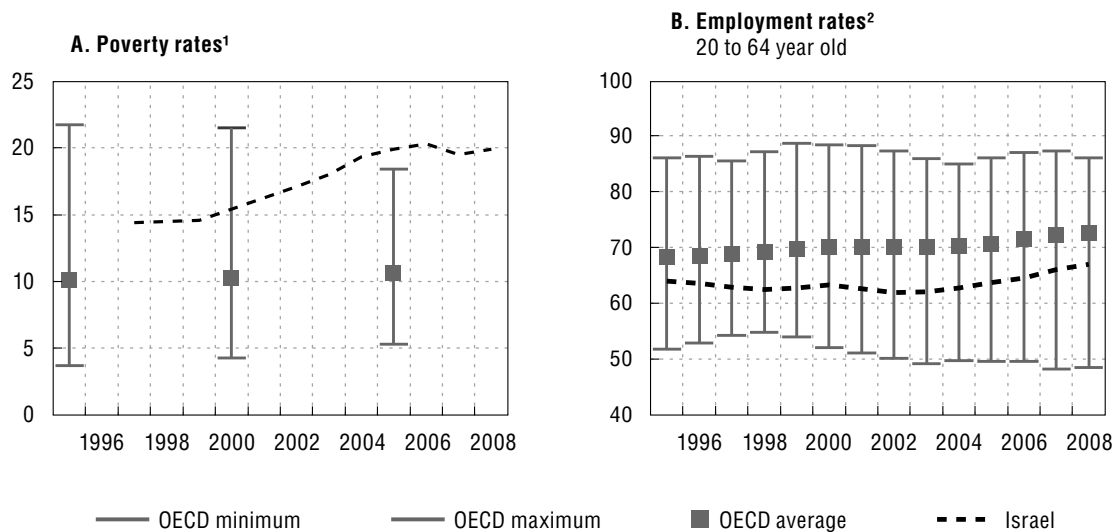 A. Poverty rates¹
25
20
15
10
5
0
1996 1998 2000 2002 2004 2006 2008
B. Employment rates²
20 to 64 year old
100
90
80
70
60
50
40
1996 1998 2000 2002 2004 2006 2008
OECD minimum OECD maximum OECD average Israel